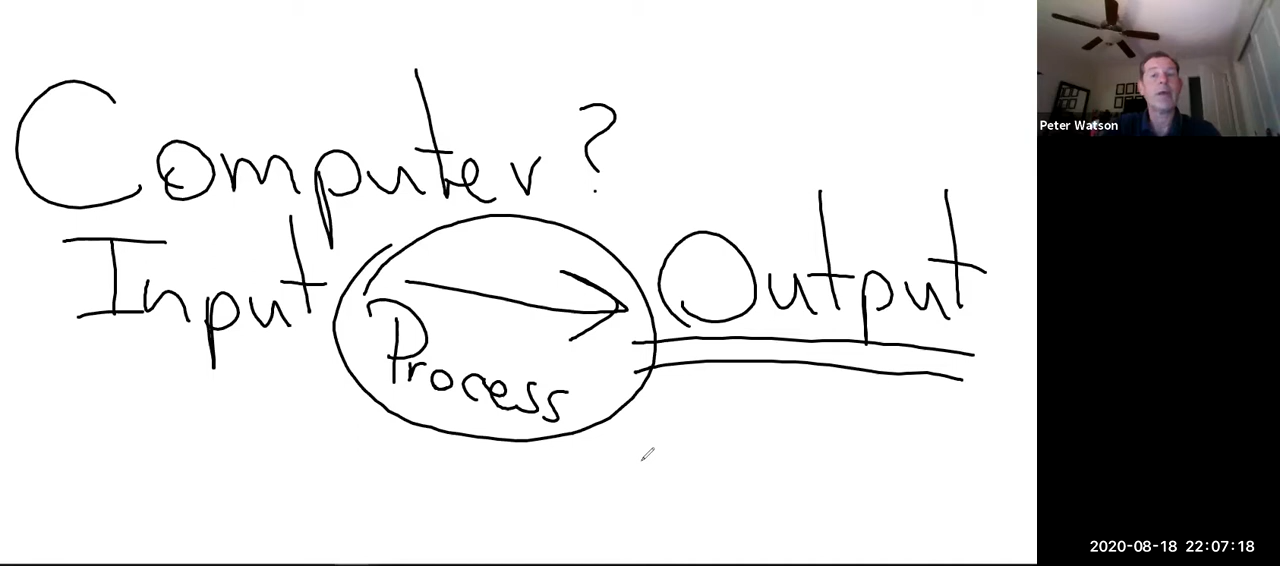 Computer?
Input Output
Process
Peter Watson
2020-08-18 22:07:18